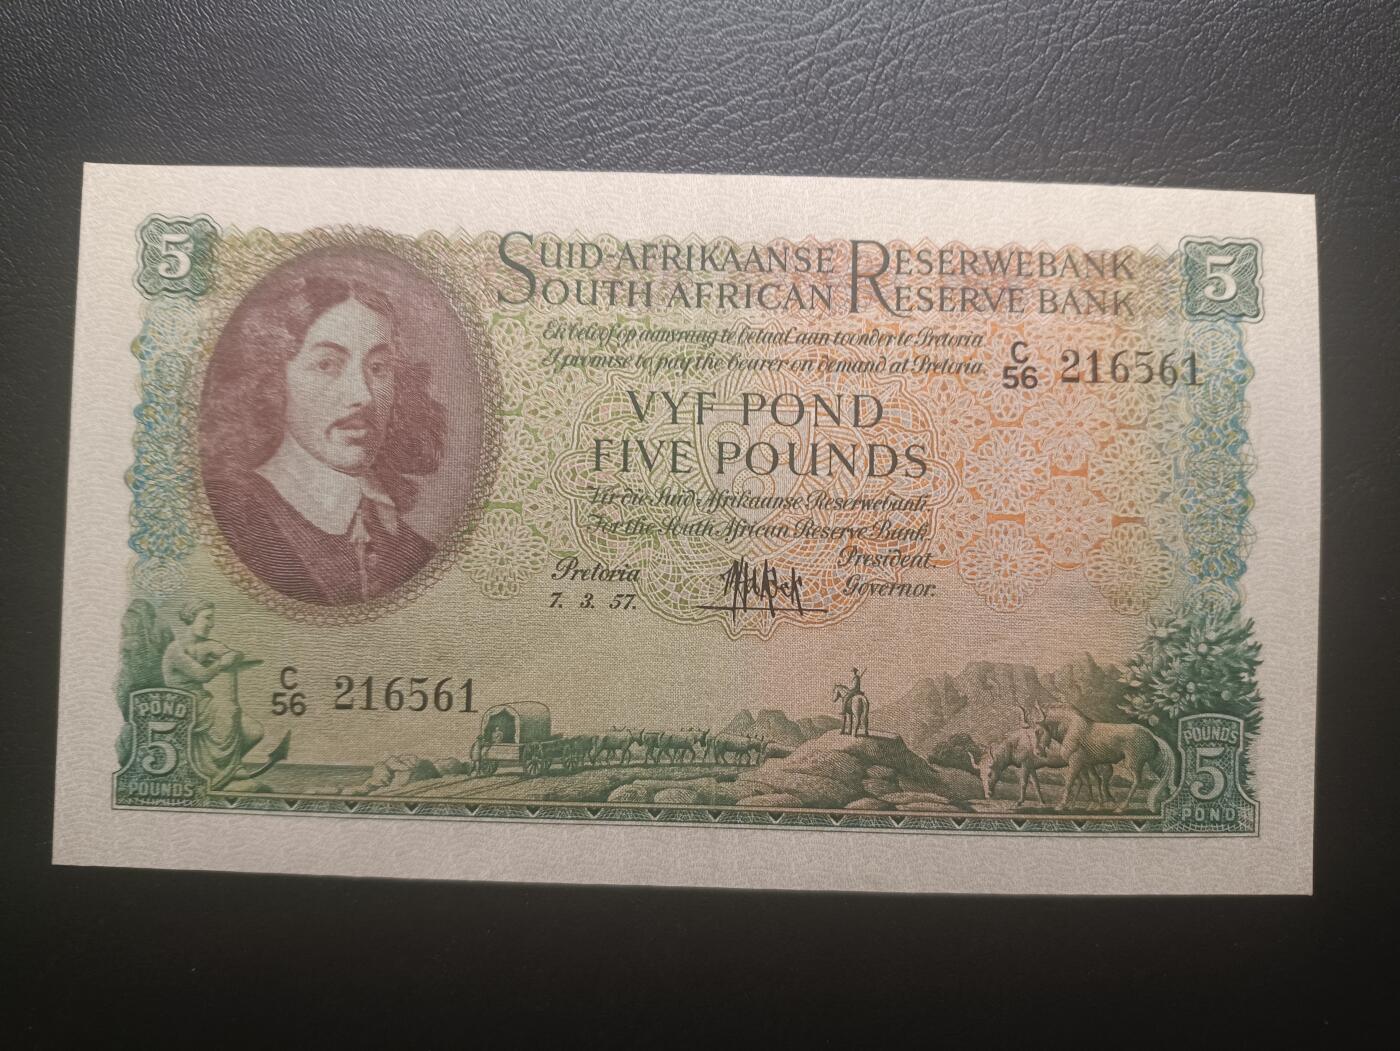 5
5
SUID-AFRIKAANSE RESERWEBANK
SOUTH AFRICAN RESERVE BANK
Ek beloof op aanvraag te betaal aan toonder te Pretoria
I promise to pay the bearer on demand at Pretoria
C
56 216561
VYF POND
FIVE POUNDS
Vir die Suid-Afrikaanse Reserwebank.
For the South African Reserve Bank
Pretoria
7. 3. 57.
President.
Governor.
C
56 216561
POND
5
POUNDS
POUNDS
5
POND